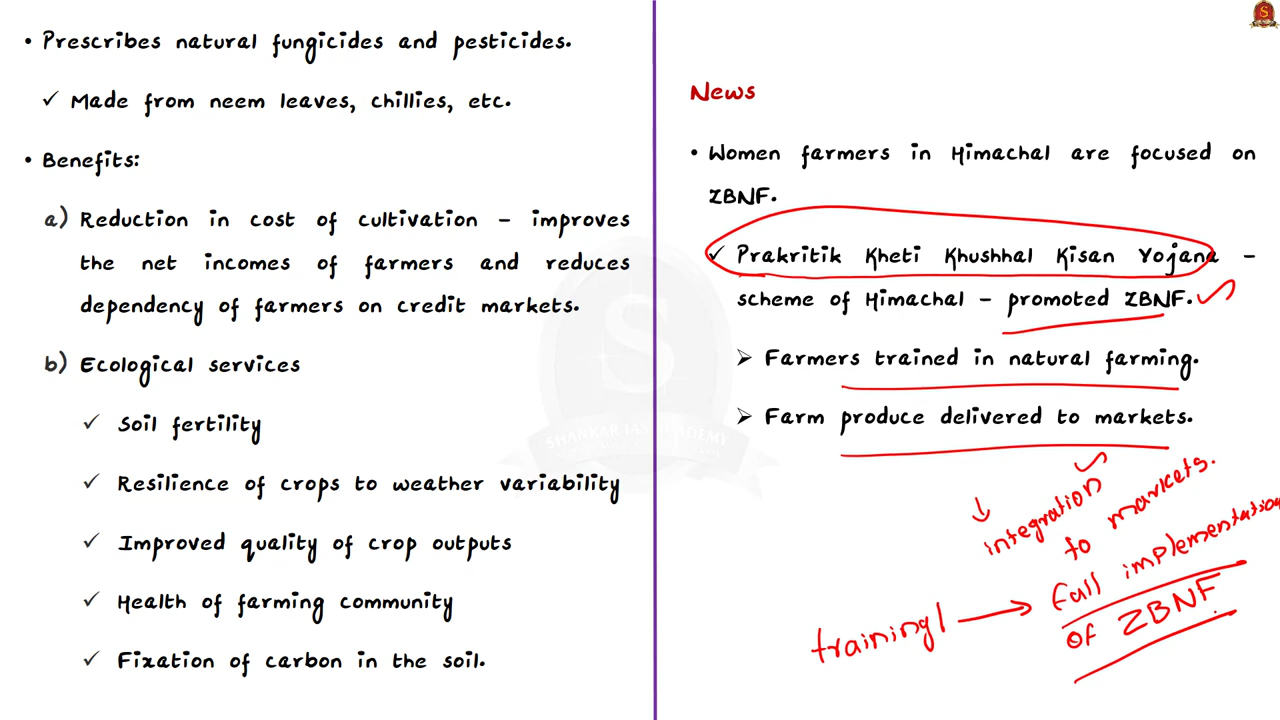 • Prescribes natural fungicides and pesticides.
✓ Made from neem leaves, chillies, etc.
• Benefits:
a) Reduction in cost of cultivation – improves
the net incomes of farmers and reduces
dependency of farmers on credit markets.
b) Ecological services
✓ Soil fertility
✓ Resilience of crops to weather variability
✓ Improved quality of crop outputs
✓ Health of farming community
✓ Fixation of carbon in the soil.
News
• Women farmers in Himachal are focused on
ZBNF.
✓ Prakritik Kheti Khushhal Kisan Yojana –
scheme of Himachal – promoted ZBNF.
➢ Farmers trained in natural farming.
➢ Farm produce delivered to markets.
↓ integration
to markets.
training → full implementation
of ZBNF
SHANKAR IAS ACADEMY